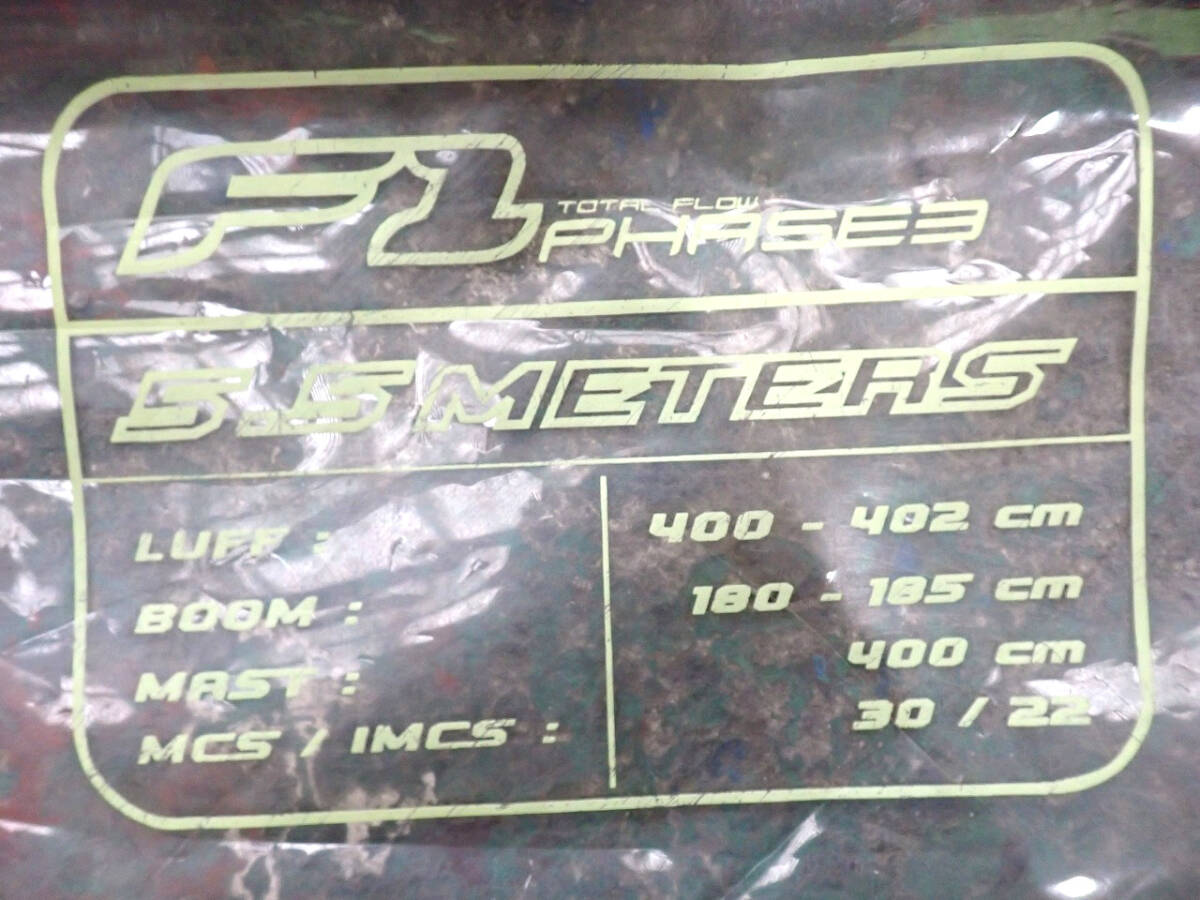 F1
TOTAL FLOW
PHASE3
5.5 METERS
LUFF : 400 - 402 cm
BOOM : 180 - 185 cm
MAST : 400 cm
MCS / IMCS : 30 / 22